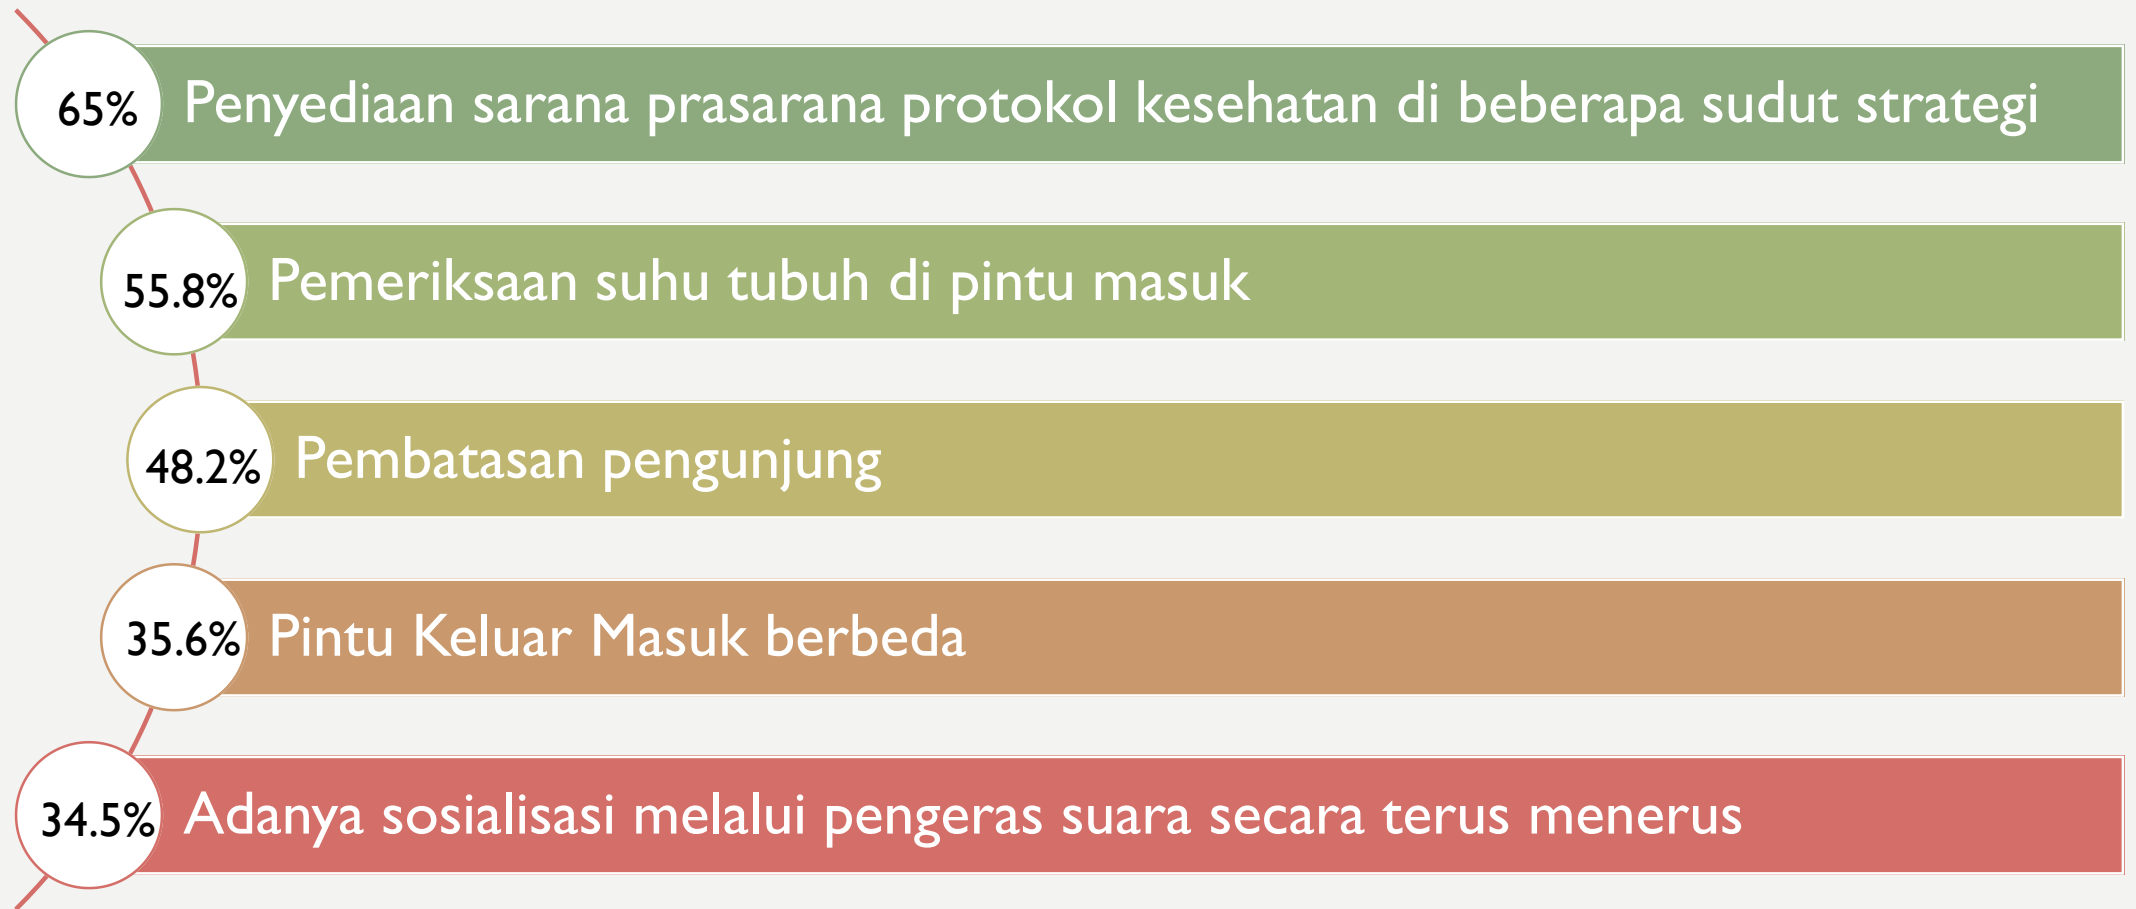 65%
Penyediaan sarana prasarana protokol kesehatan di beberapa sudut strategi
55.8%
Pemeriksaan suhu tubuh di pintu masuk
48.2%
Pembatasan pengunjung
35.6%
Pintu Keluar Masuk berbeda
34.5%
Adanya sosialisasi melalui pengeras suara secara terus menerus